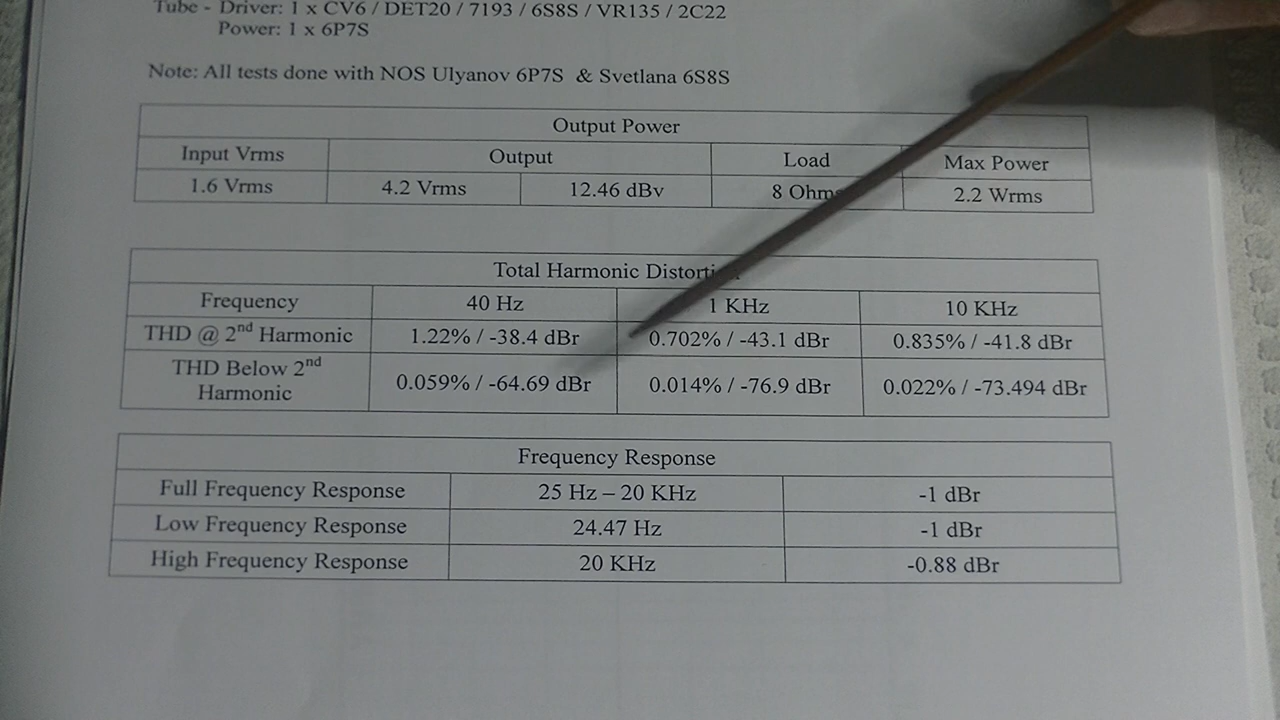 Tube - Driver: 1 x CV6 / DET20 / 7193 / 6S8S / VR135 / 2C22
Power: 1 x 6P7S
Note: All tests done with NOS Ulyanov 6P7S & Svetlana 6S8S
Output Power
Input Vrms Output Load Max Power
1.6 Vrms 4.2 Vrms 12.46 dBv 8 Ohms 2.2 Wrms
Total Harmonic Distortion
Frequency 40 Hz 1 KHz 10 KHz
THD @ 2nd Harmonic 1.22% / -38.4 dBr 0.702% / -43.1 dBr 0.835% / -41.8 dBr
THD Below 2nd
Harmonic 0.059% / -64.69 dBr 0.014% / -76.9 dBr 0.022% / -73.494 dBr
Frequency Response
Full Frequency Response 25 Hz – 20 KHz -1 dBr
Low Frequency Response 24.47 Hz -1 dBr
High Frequency Response 20 KHz -0.88 dBr